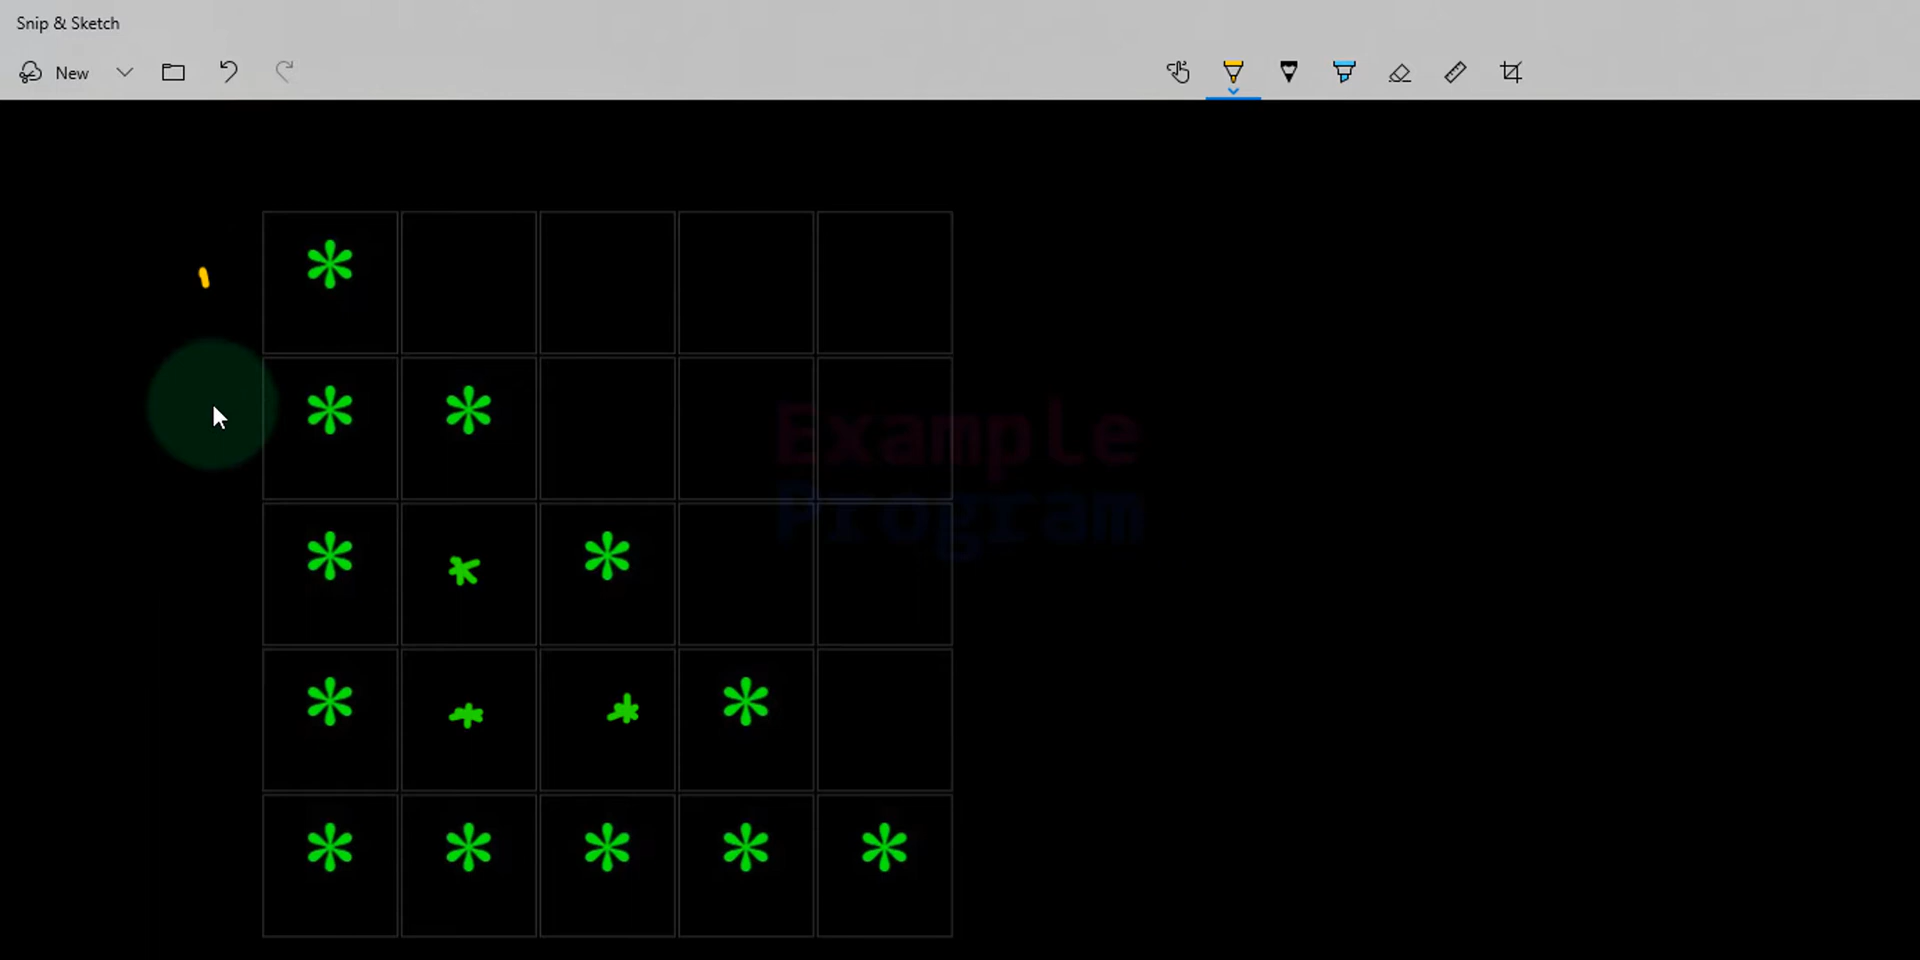 Snip & Sketch
New
*
* *
* * *
* * * *
* * * * *
Example
Program